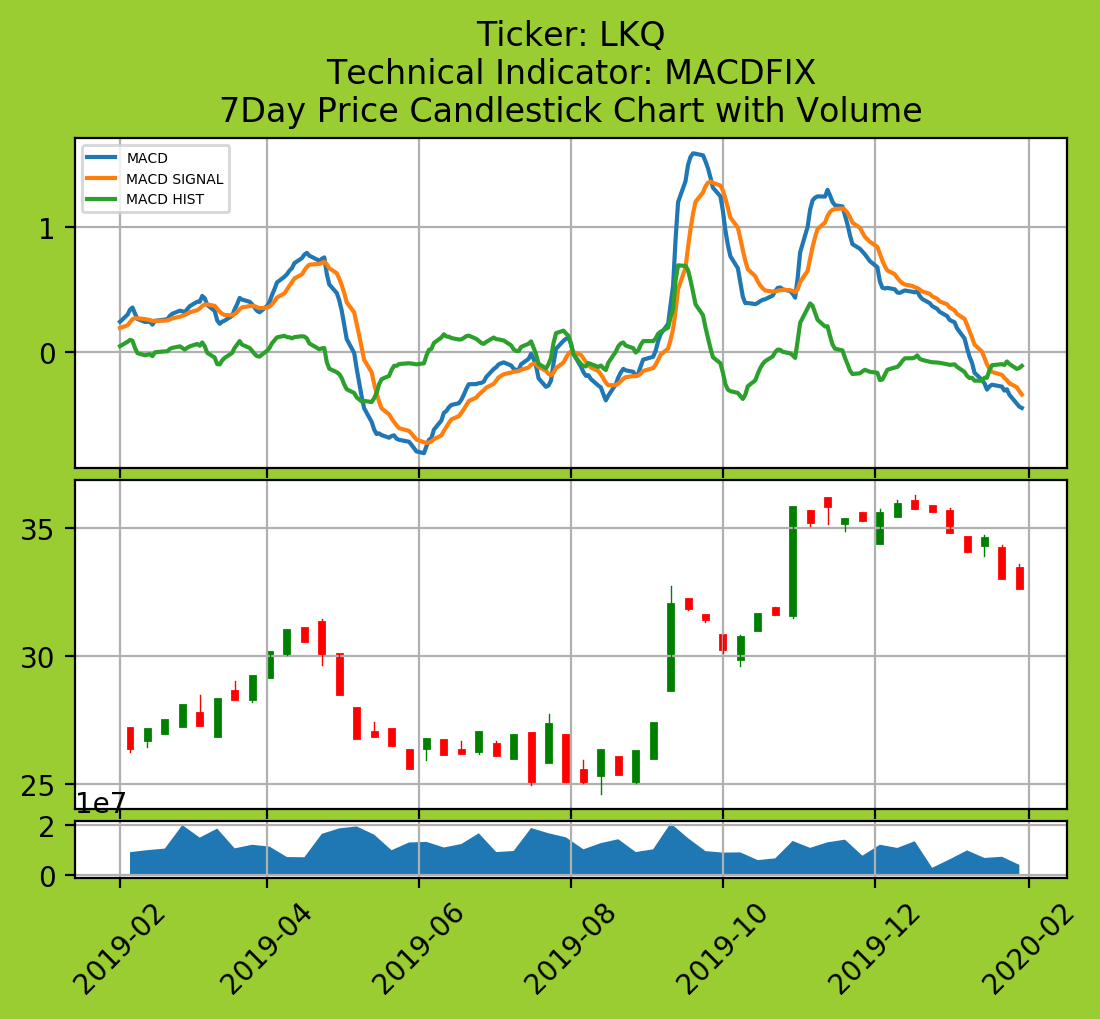 Ticker: LKQ
Technical Indicator: MACDFIX
7Day Price Candlestick Chart with Volume
MACD
MACD SIGNAL
MACD HIST
1
0
35
30
25
1e7
2
0
2019-02
2019-04
2019-06
2019-08
2019-10
2019-12
2020-02